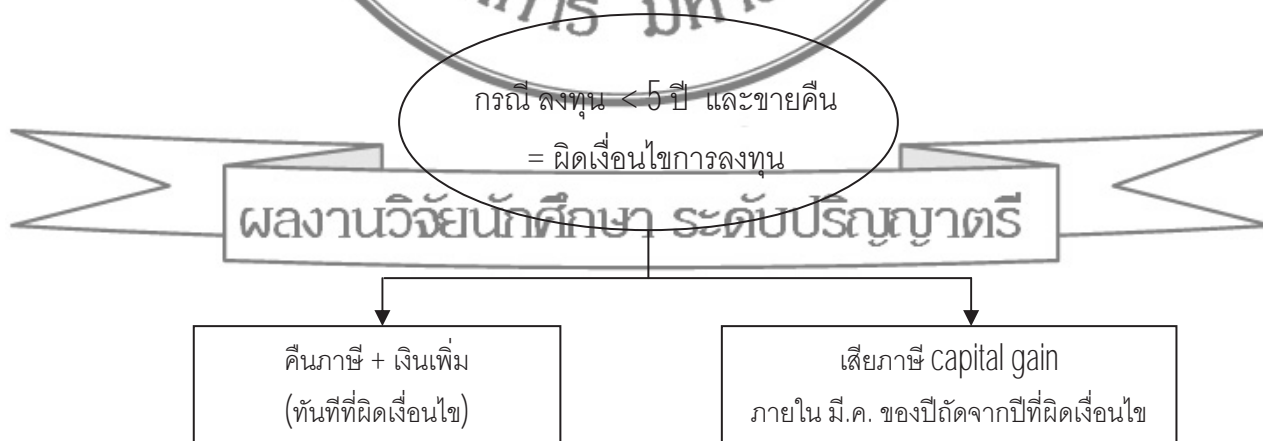 กรณี ลงทุน < 5 ปี และขายคืน
= ผิดเงื่อนไขการลงทุน
ผลงานวิจัยนักศึกษา ระดับปริญญาตรี
คืนภาษี + เงินเพิ่ม
(ทันทีที่ผิดเงื่อนไข)
เสียภาษี capital gain
ภายใน มี.ค. ของปีถัดจากปีที่ผิดเงื่อนไข